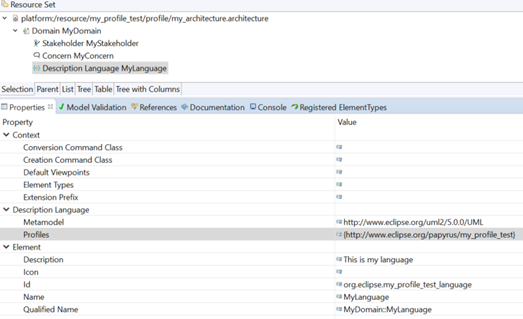 Resource Set
platform:/resource/my_profile_test/profile/my_architecture.architecture
Domain MyDomain
Stakeholder MyStakeholder
Concern MyConcern
Description Language MyLanguage
Selection Parent List Tree Table Tree with Columns
Properties Model Validation References Documentation Console Registered ElementTypes
Property Value
Context
Conversion Command Class
Creation Command Class
Default Viewpoints
Element Types
Extension Prefix
Description Language
Metamodel http://www.eclipse.org/uml2/5.0.0/UML
Profiles {http://www.eclipse.org/papyrus/my_profile_test}
Element
Description This is my language
Icon
Id org.eclipse.my_profile_test_language
Name MyLanguage
Qualified Name MyDomain::MyLanguage